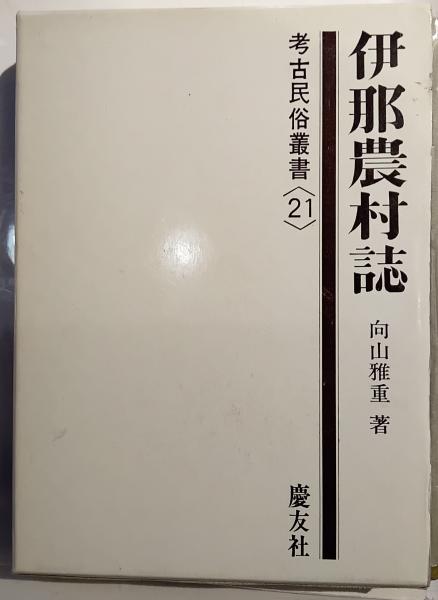 伊那農村誌
向山雅重 著
考古民俗叢書〈21〉
慶友社